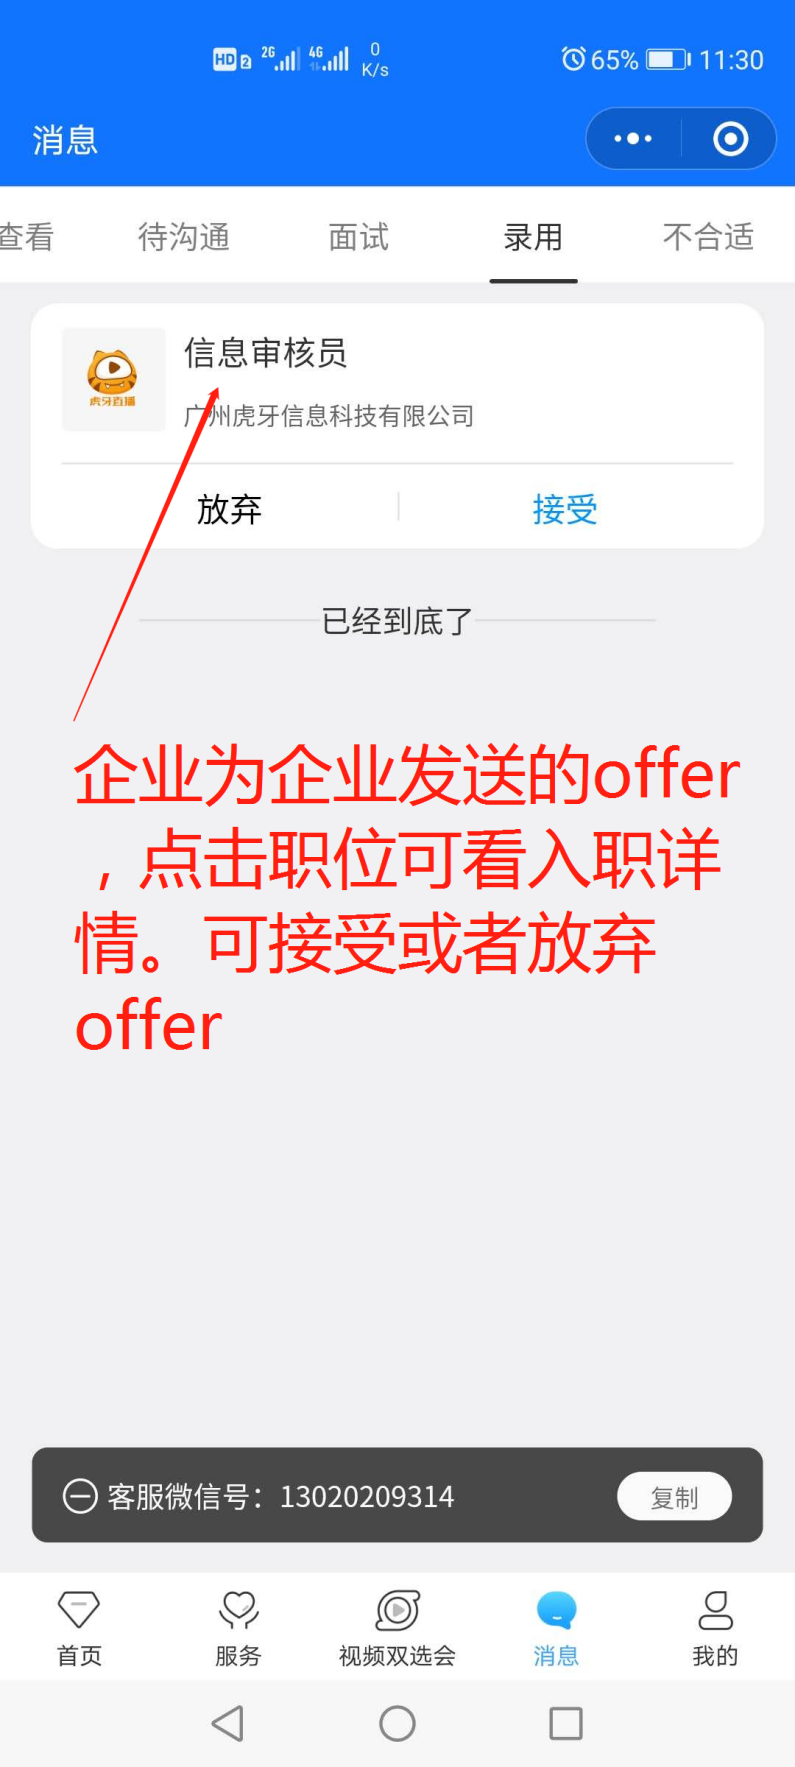 HD 2 2G 4G 0 K/s 65% 11:30
消息
查看 待沟通 面试 录用 不合适
信息审核员
虎牙直播
广州虎牙信息科技有限公司
放弃 接受
已经到底了
企业为企业发送的offer
，点击职位可看入职详
情。可接受或者放弃
offer
客服微信号：13020209314 复制
首页 服务 视频双选会 消息 我的